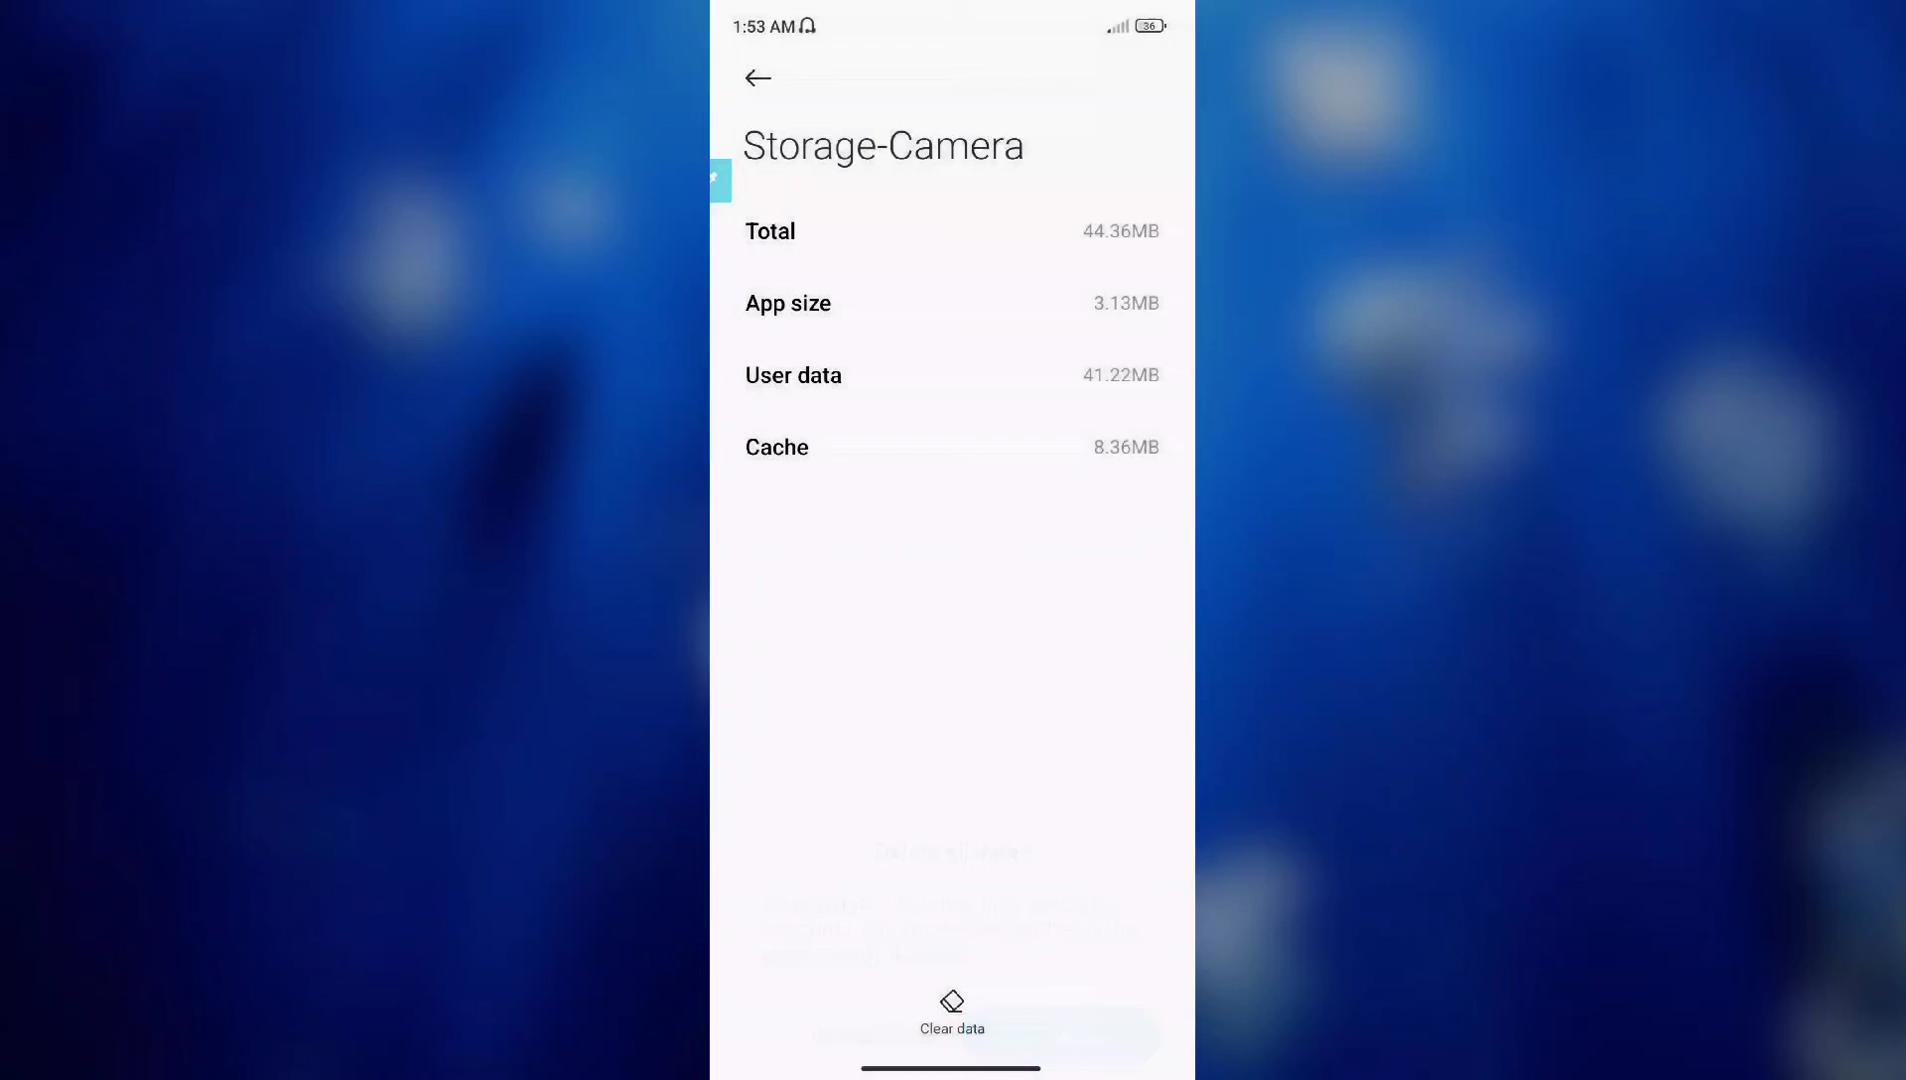 1:53 AM
36
Storage-Camera
Total 44.36MB
App size 3.13MB
User data 41.22MB
Cache 8.36MB
Clear data